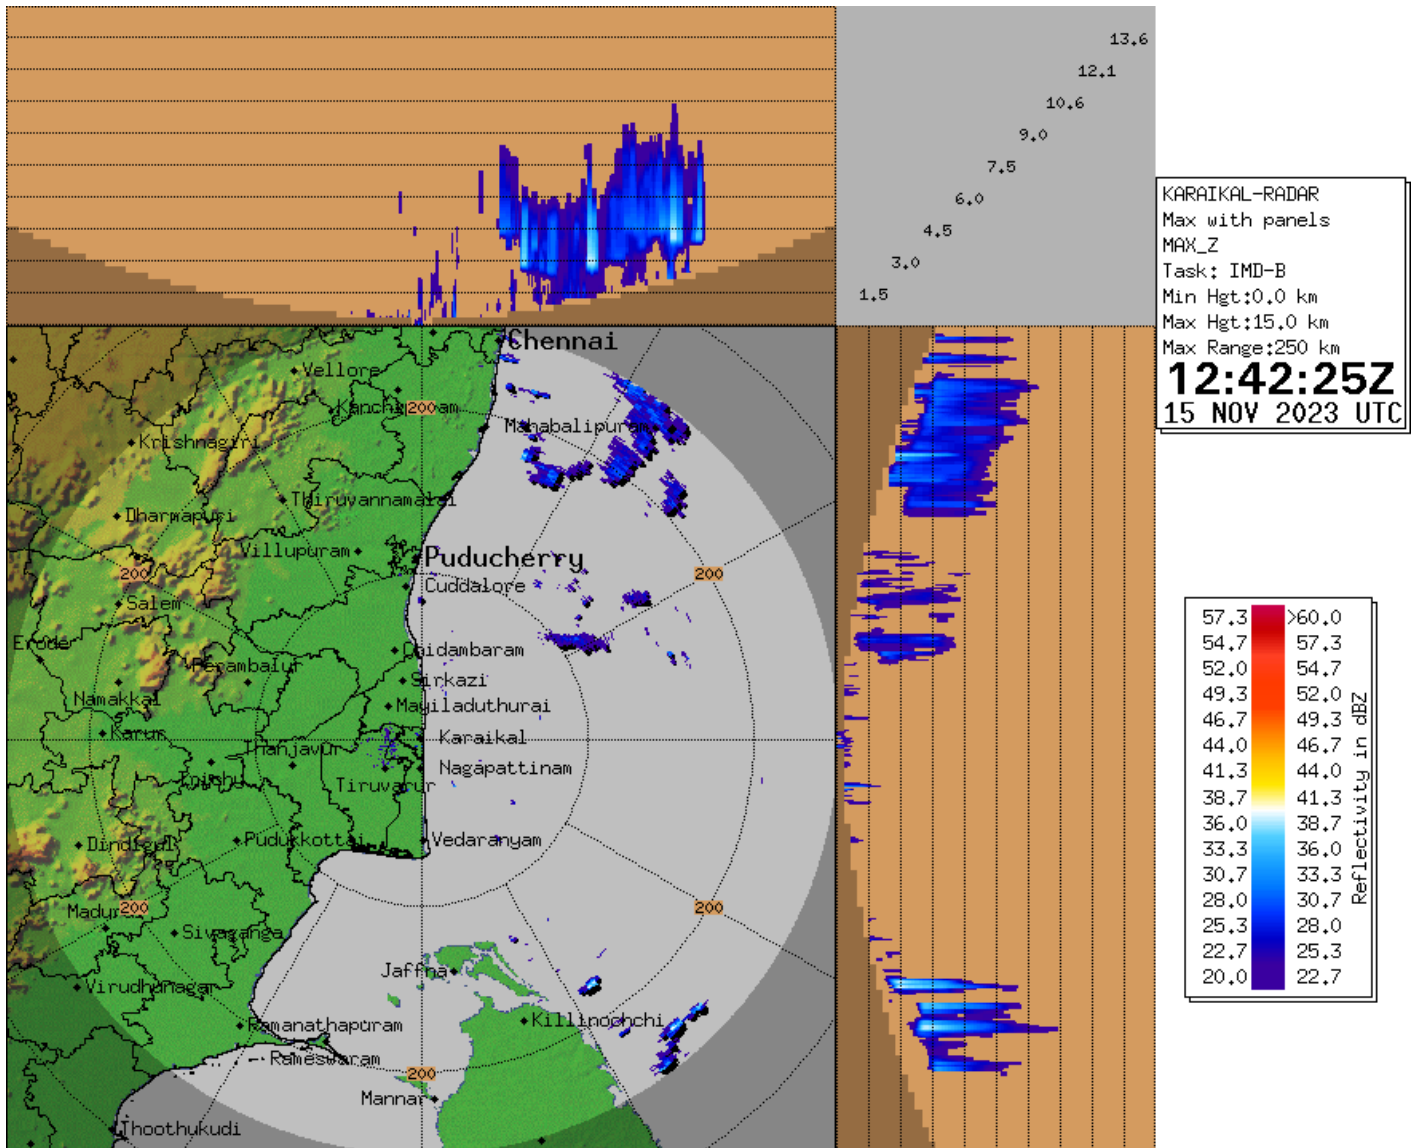 13.6
12.1
10.6
9.0
7.5
6.0
4.5
3.0
1.5
KARAIKAL-RADAR
Max with panels
MAX_Z
Task: IMD-B
Min Hgt:0.0 km
Max Hgt:15.0 km
Max Range:250 km
12:42:25Z
15 NOV 2023 UTC
Chennai
Vellore
200
Mahabalipuram
Krishnagiri
Thiruvannamalai
Dharmapuri
Villupuram
Puducherry
200
200
Cuddalore
Salem
Erode
Chidambaram
Perambalur
Sirkazi
Namakkal
Mayiladuthurai
Karur
Karaikal
Thanjavur
Nagapattinam
Tiruvarur
Dindigul
Pudukkottai
Vedaranyam
200
200
Sivaganga
Jaffna
Virudhunagar
Ramanathapuram
Killinochchi
Rameswaram
200
Mannar
Thoothukudi
57.3 >60.0
54.7 57.3
52.0 54.7
49.3 52.0
46.7 49.3
44.0 46.7
41.3 44.0
38.7 41.3
36.0 38.7
33.3 36.0
30.7 33.3
28.0 30.7
25.3 28.0
22.7 25.3
20.0 22.7
Reflectivity in dBZ